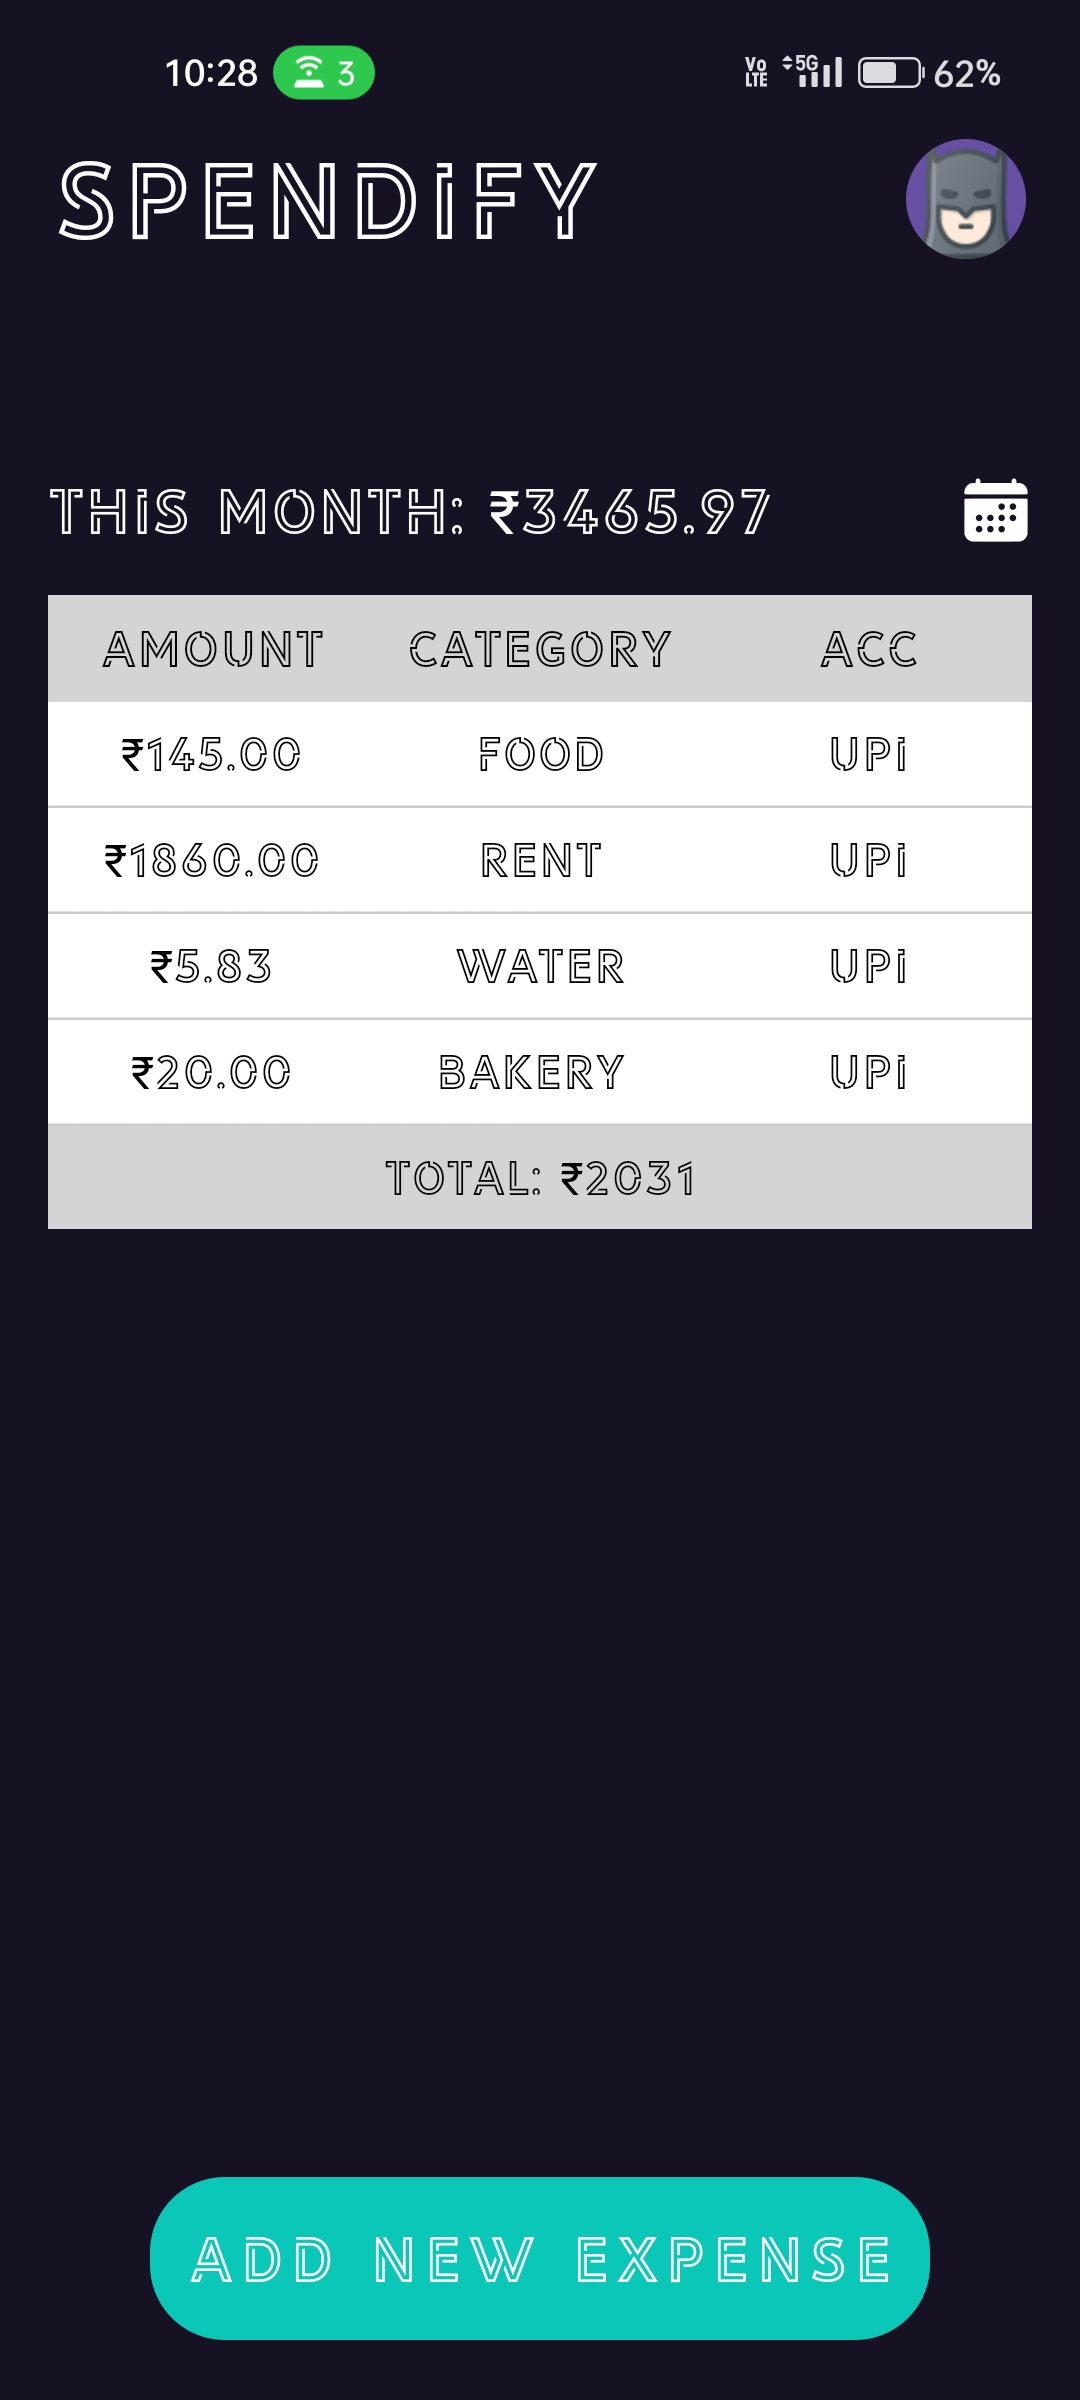 10:28 3 Vo LTE 5G 62%
SPENDiFY
THiS MONTH: ₹3465.97
AMOUNT CATEGORY ACC
₹145.00 FOOD UPi
₹1860.00 RENT UPi
₹5.83 WATER UPi
₹20.00 BAKERY UPi
TOTAL: ₹2031
ADD NEW EXPENSE